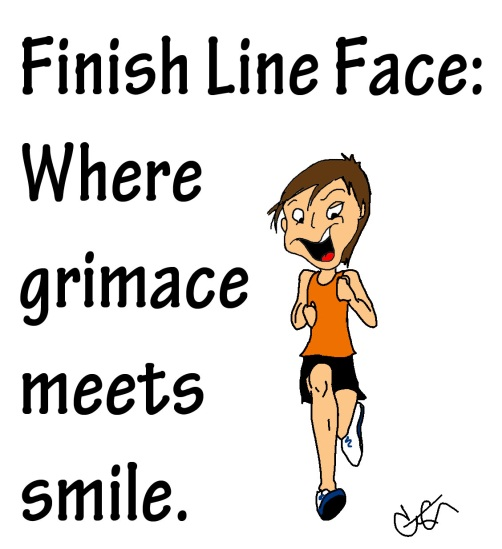 Finish Line Face:
Where
grimace
meets
smile.